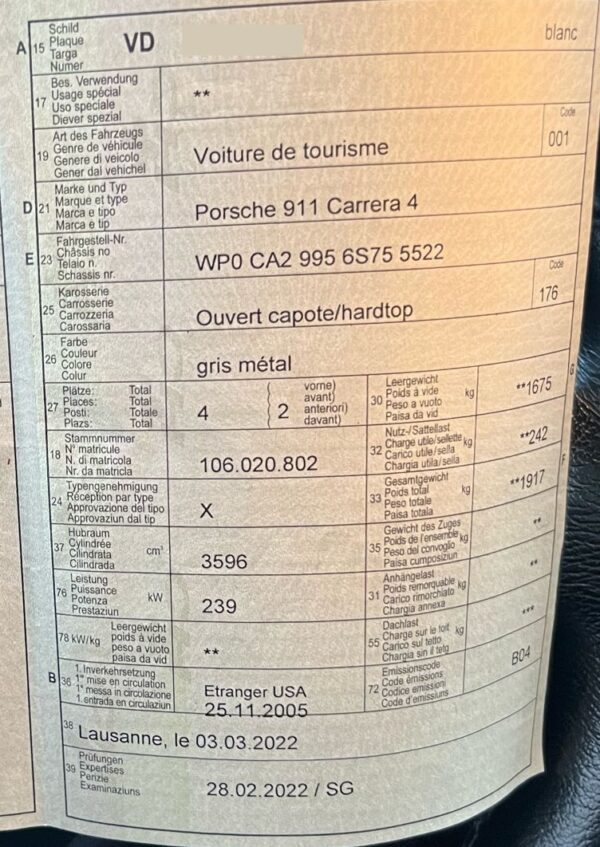 A 15 Schild
Plaque
Targa
Numer
VD
blanc
17 Bes. Verwendung
Usage spécial
Uso speciale
Diever spezial
**
19 Art des Fahrzeugs
Genre de véhicule
Genere di veicolo
Gener dal vehichel
Voiture de tourisme
Code
001
D 21 Marke und Typ
Marque et type
Marca e tipo
Marca e tip
Porsche 911 Carrera 4
E 23 Fahrgestell-Nr.
Châssis no
Telaio n.
Schassis nr.
WP0 CA2 995 6S75 5522
25 Karosserie
Carrosserie
Carrozzeria
Carossaria
Ouvert capote/hardtop
Code
176
26 Farbe
Couleur
Colore
Colur
gris métal
27 Plätze: Total
Places: Total
Posti: Totale
Plazs: Total
4
2
vorne)
avant)
anteriori)
davant)
G
30 Leergewicht
Poids à vide kg
Peso a vuoto
Paisa da vid
**1675
18 Stammnummer
N° matricule
N. di matricola
Nr. da matricla
106.020.802
32 Nutz-/Sattellast
Charge utile/sellette kg
Carico utile/sella
Chargia utila/sella
**242
24 Typengenehmigung
Réception par type
Approvazione del tipo
Approvaziun dal tip
X
F
33 Gesamtgewicht
Poids total kg
Peso totale
Paisa totala
**1917
37 Hubraum
Cylindrée
Cilindrata cm³
Cilindrada
3596
35 Gewicht des Zuges
Poids de l'ensemble kg
Peso del convoglio
Paisa cumposiziun
**
76 Leistung
Puissance
Potenza kW
Prestaziun
239
31 Anhängelast
Poids remorquable kg
Carico rimorchiato
Chargia annexa
**
78 kW/kg Leergewicht
poids à vide
peso a vuoto
paisa da vid
**
55 Dachlast
Charge sur le toit kg
Carico sul tetto
Chargia sin il tetg
***
B 36 1. Inverkehrsetzung
1re mise en circulation
1a messa in circolazione
1. entrada en circulaziun
Etranger USA
25.11.2005
72 Emissionscode
Code émissions
Codice emissioni
Code d'emissiuns
B04
38
Lausanne, le 03.03.2022
39 Prüfungen
Expertises
Perizie
Examinaziuns
28.02.2022 / SG